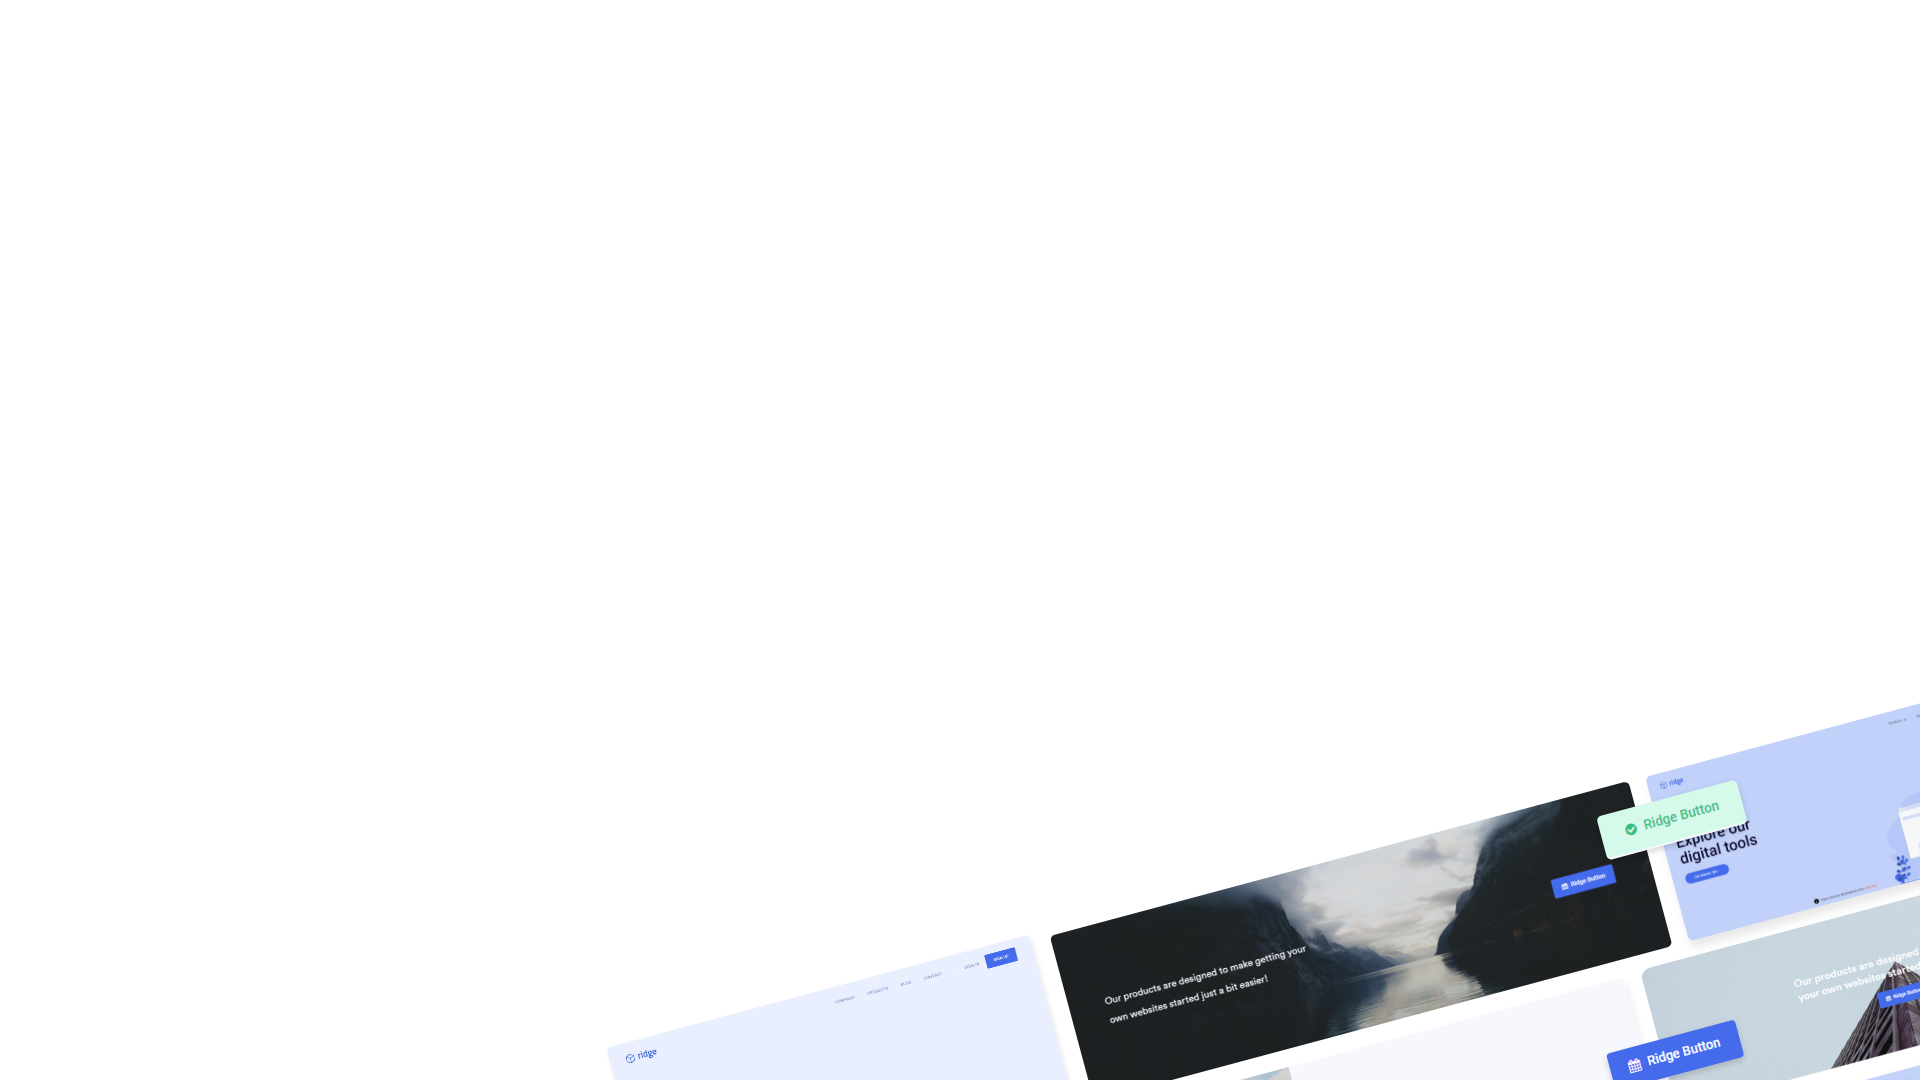 ridge
Ridge Button
Explore our
digital tools
Ridge Button
Our products are designed to make getting your
own websites started just a bit easier!
COMPANY PRODUCTS BLOG CONTACT SIGN IN SIGN UP
ridge
Our products are designed
your own websites started
Ridge Button
Ridge Button